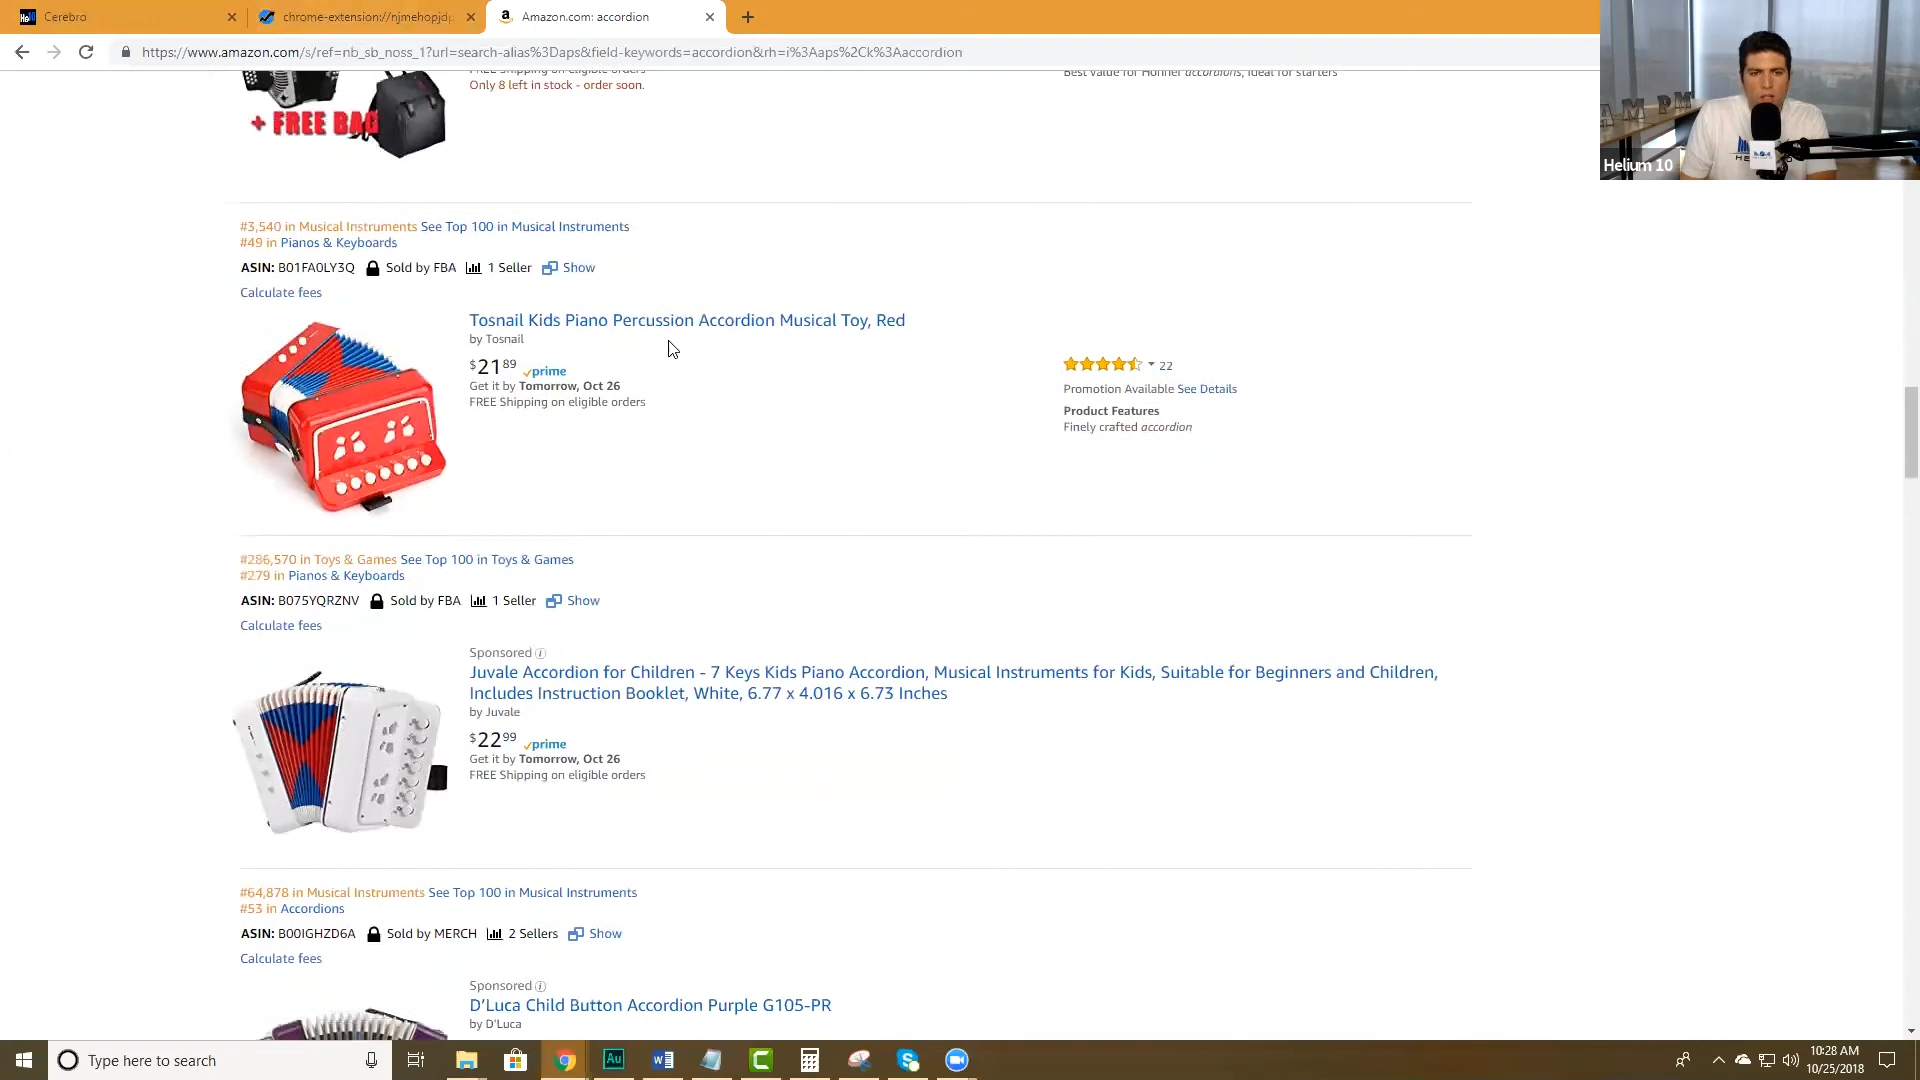 Cerebro
chrome-extension://njmehopjdp
Amazon.com: accordion
https://www.amazon.com/s/ref=nb_sb_noss_1?url=search-alias%3Daps&field-keywords=accordion&rh=i%3Aaps%2Ck%3Aaccordion
FREE Shipping on eligible orders
Best value for Hohner accordions, ideal for starters
Only 8 left in stock - order soon.
+ FREE BAG
Helium 10
#3,540 in Musical Instruments See Top 100 in Musical Instruments
#49 in Pianos & Keyboards
ASIN: B01FA0LY3Q Sold by FBA 1 Seller Show
Calculate fees
Tosnail Kids Piano Percussion Accordion Musical Toy, Red
by Tosnail
$21 89 prime
22
Get it by Tomorrow, Oct 26
Promotion Available See Details
FREE Shipping on eligible orders
Product Features
Finely crafted accordion
#286,570 in Toys & Games See Top 100 in Toys & Games
#279 in Pianos & Keyboards
ASIN: B075YQRZNV Sold by FBA 1 Seller Show
Calculate fees
Sponsored
Juvale Accordion for Children - 7 Keys Kids Piano Accordion, Musical Instruments for Kids, Suitable for Beginners and Children,
Includes Instruction Booklet, White, 6.77 x 4.016 x 6.73 Inches
by Juvale
$22 99 prime
Get it by Tomorrow, Oct 26
FREE Shipping on eligible orders
#64,878 in Musical Instruments See Top 100 in Musical Instruments
#53 in Accordions
ASIN: B00IGHZD6A Sold by MERCH 2 Sellers Show
Calculate fees
Sponsored
D'Luca Child Button Accordion Purple G105-PR
by D'Luca
Type here to search
10:28 AM
10/25/2018